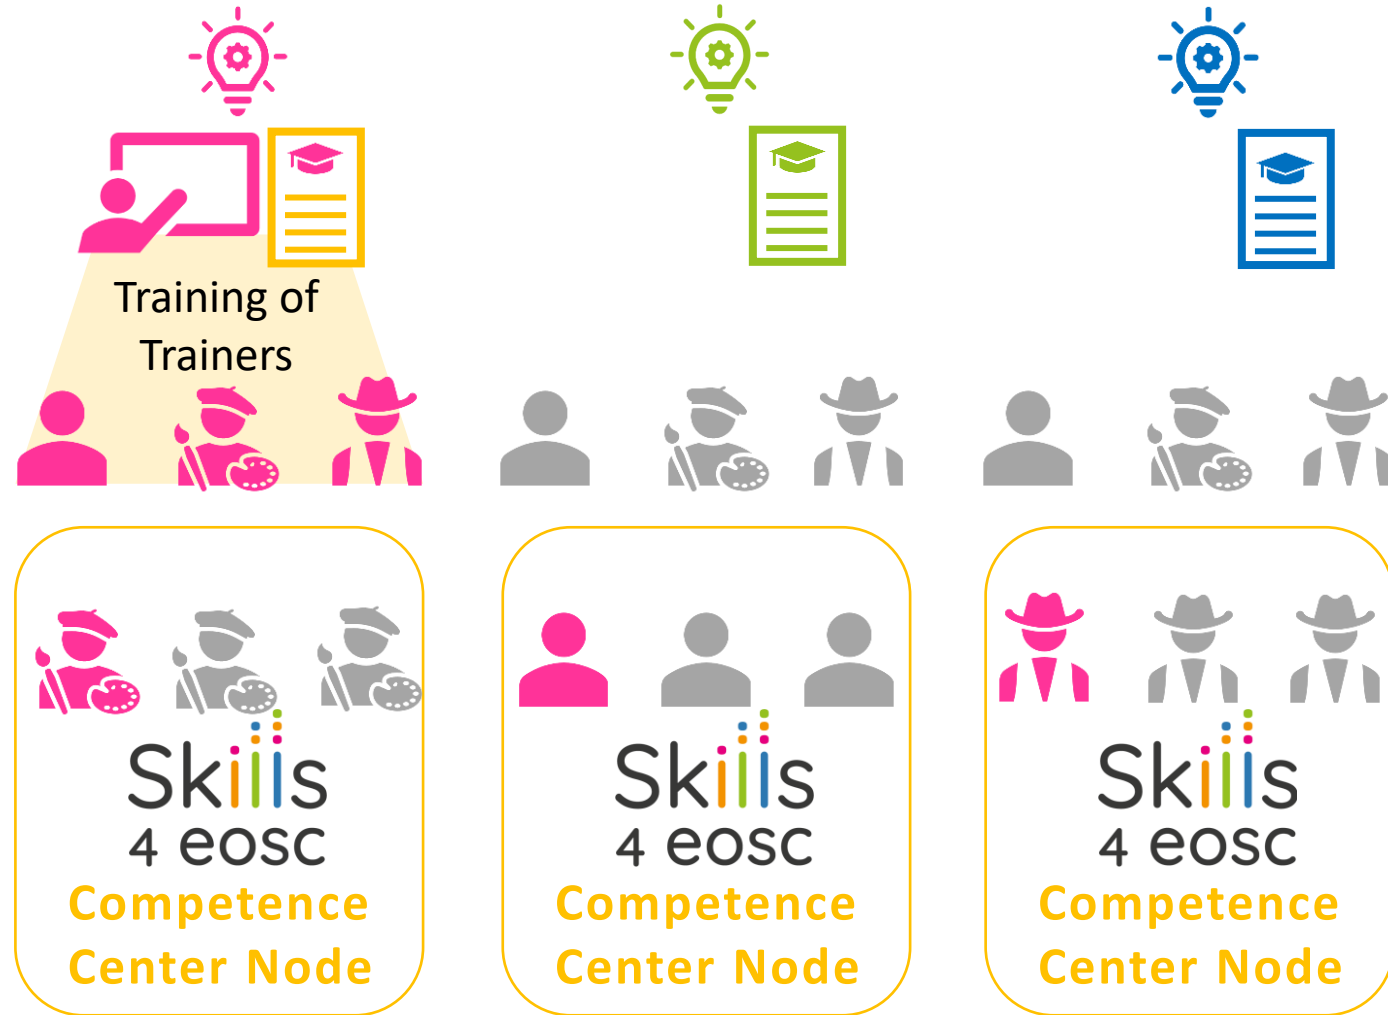 Training of
Trainers
Skills
4 eosc
Competence
Center Node
Skills
4 eosc
Competence
Center Node
Skills
4 eosc
Competence
Center Node